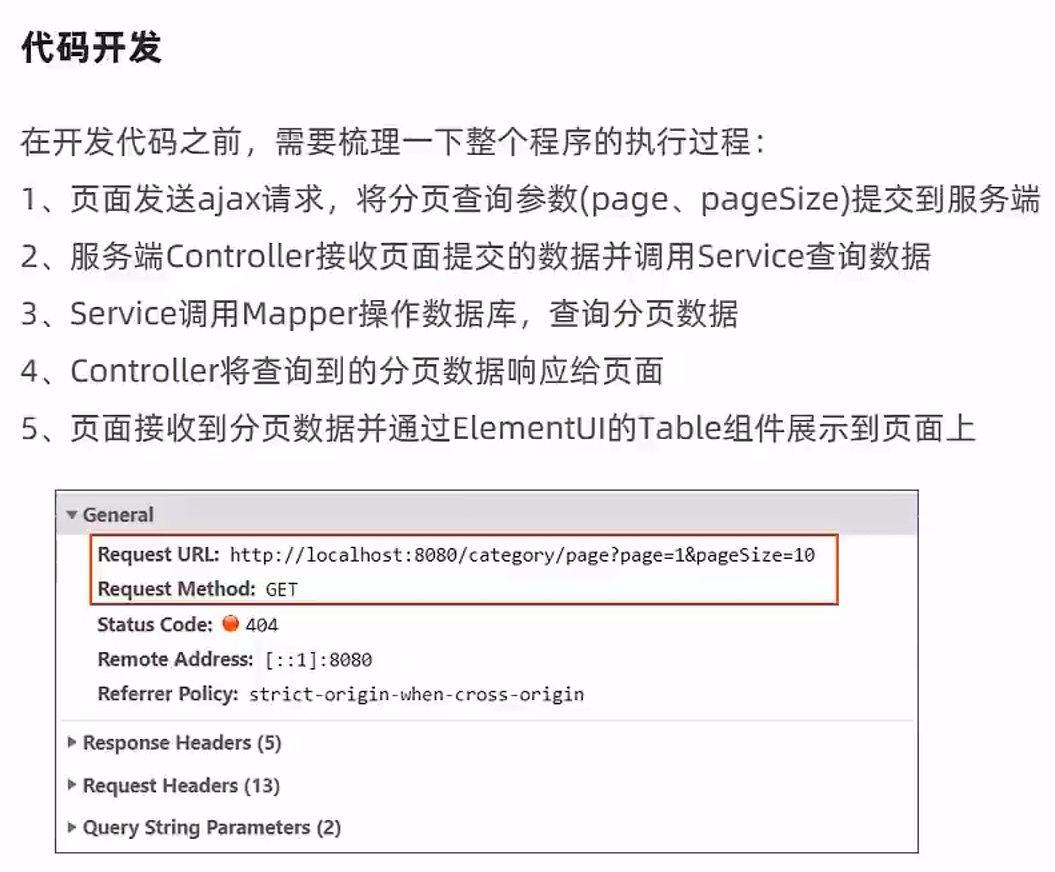 代码开发
在开发代码之前，需要梳理一下整个程序的执行过程：
1、页面发送ajax请求，将分页查询参数(page、pageSize)提交到服务端
2、服务端Controller接收页面提交的数据并调用Service查询数据
3、Service调用Mapper操作数据库，查询分页数据
4、Controller将查询到的分页数据响应给页面
5、页面接收到分页数据并通过ElementUI的Table组件展示到页面上
General
Request URL: http://localhost:8080/category/page?page=1&pageSize=10
Request Method: GET
Status Code: 404
Remote Address: [::1]:8080
Referrer Policy: strict-origin-when-cross-origin
Response Headers (5)
Request Headers (13)
Query String Parameters (2)